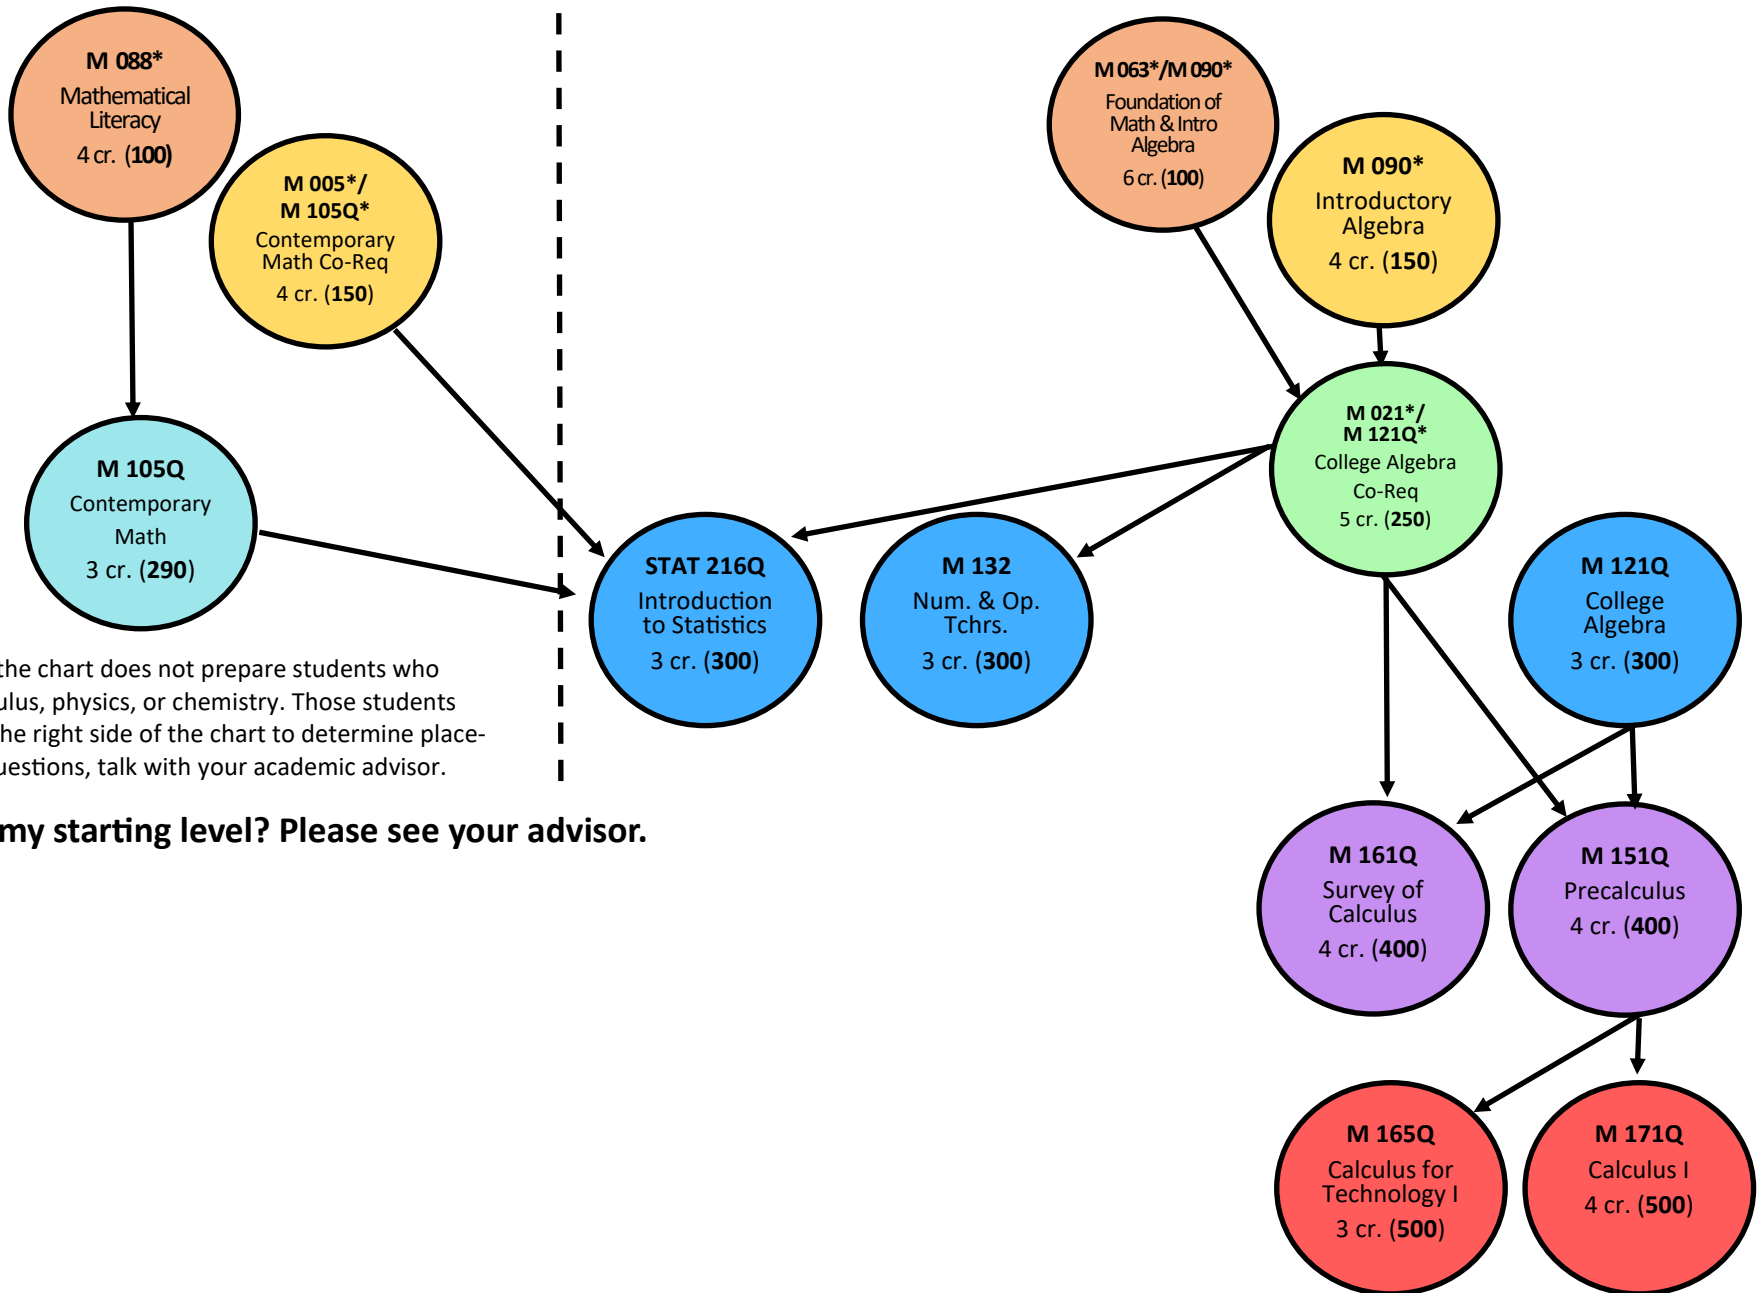 M 088*
Mathematical
Literacy
4 cr. (100)
M 005*/
M 105Q*
Contemporary
Math Co-Req
4 cr. (150)
M 105Q
Contemporary
Math
3 cr. (290)
the chart does not prepare students who
ulus, physics, or chemistry. Those students
he right side of the chart to determine place-
uestions, talk with your academic advisor.
my starting level? Please see your advisor.
M 063*/M 090*
Foundation of
Math & Intro
Algebra
6 cr. (100)
M 090*
Introductory
Algebra
4 cr. (150)
M 021*/
M 121Q*
College Algebra
Co-Req
5 cr. (250)
STAT 216Q
Introduction
to Statistics
3 cr. (300)
M 132
Num. & Op.
Tchrs.
3 cr. (300)
M 121Q
College
Algebra
3 cr. (300)
M 161Q
Survey of
Calculus
4 cr. (400)
M 151Q
Precalculus
4 cr. (400)
M 165Q
Calculus for
Technology I
3 cr. (500)
M 171Q
Calculus I
4 cr. (500)